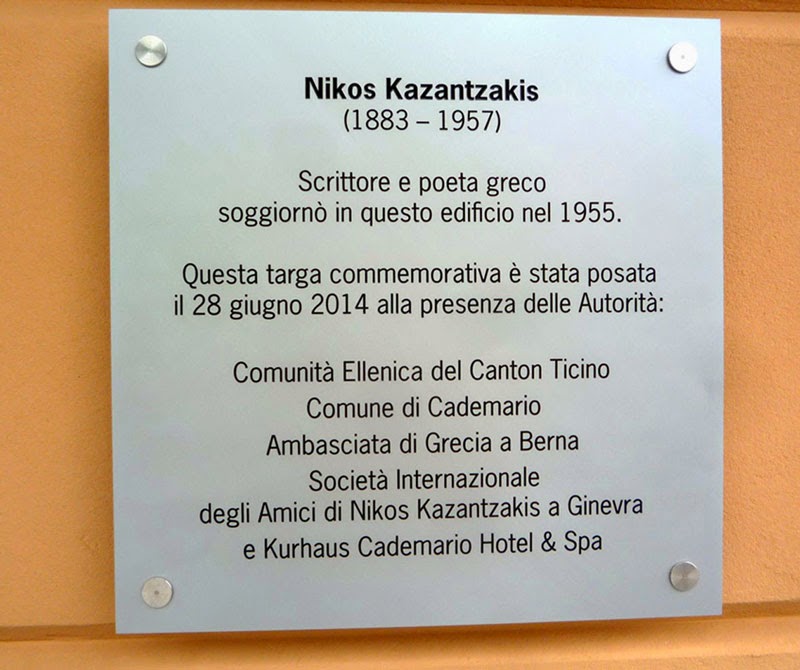 Nikos Kazantzakis
(1883 – 1957)
Scrittore e poeta greco
soggiornò in questo edificio nel 1955.
Questa targa commemorativa è stata posata
il 28 giugno 2014 alla presenza delle Autorità:
Comunità Ellenica del Canton Ticino
Comune di Cademario
Ambasciata di Grecia a Berna
Società Internazionale
degli Amici di Nikos Kazantzakis a Ginevra
e Kurhaus Cademario Hotel & Spa